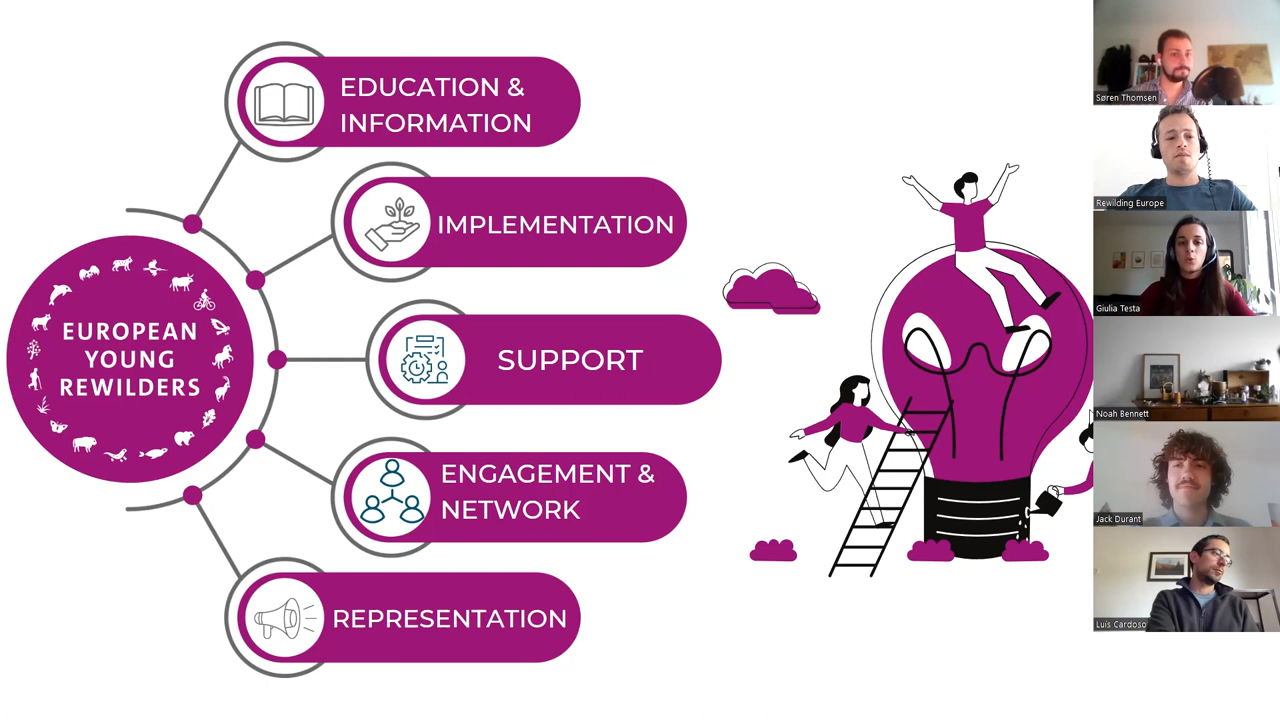 EDUCATION &
INFORMATION
IMPLEMENTATION
EUROPEAN
YOUNG
REWILDERS
SUPPORT
ENGAGEMENT &
NETWORK
REPRESENTATION
Søren Thomsen
Rewilding Europe
Giulia Testa
Noah Bennett
Jack Durant
Luís Cardoso